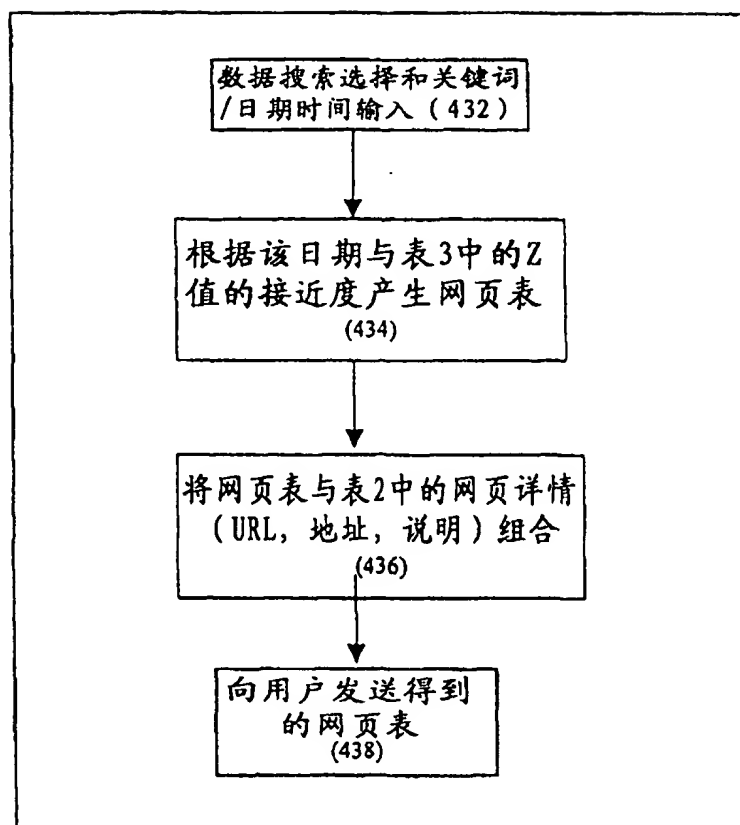 数据搜索选择和关键词
/日期时间输入(432)
根据该日期与表3中的Z
值的接近度产生网页表
(434)
将网页表与表2中的网页详情
(URL, 地址, 说明)组合
(436)
向用户发送得到
的网页表
(438)